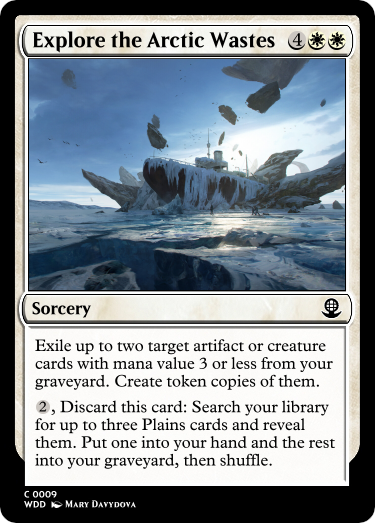 Explore the Arctic Wastes 4
Sorcery
Exile up to two target artifact or creature
cards with mana value 3 or less from your
graveyard. Create token copies of them.
2, Discard this card: Search your library
for up to three Plains cards and reveal
them. Put one into your hand and the rest
into your graveyard, then shuffle.
C 0009
WDD Mary Davydova